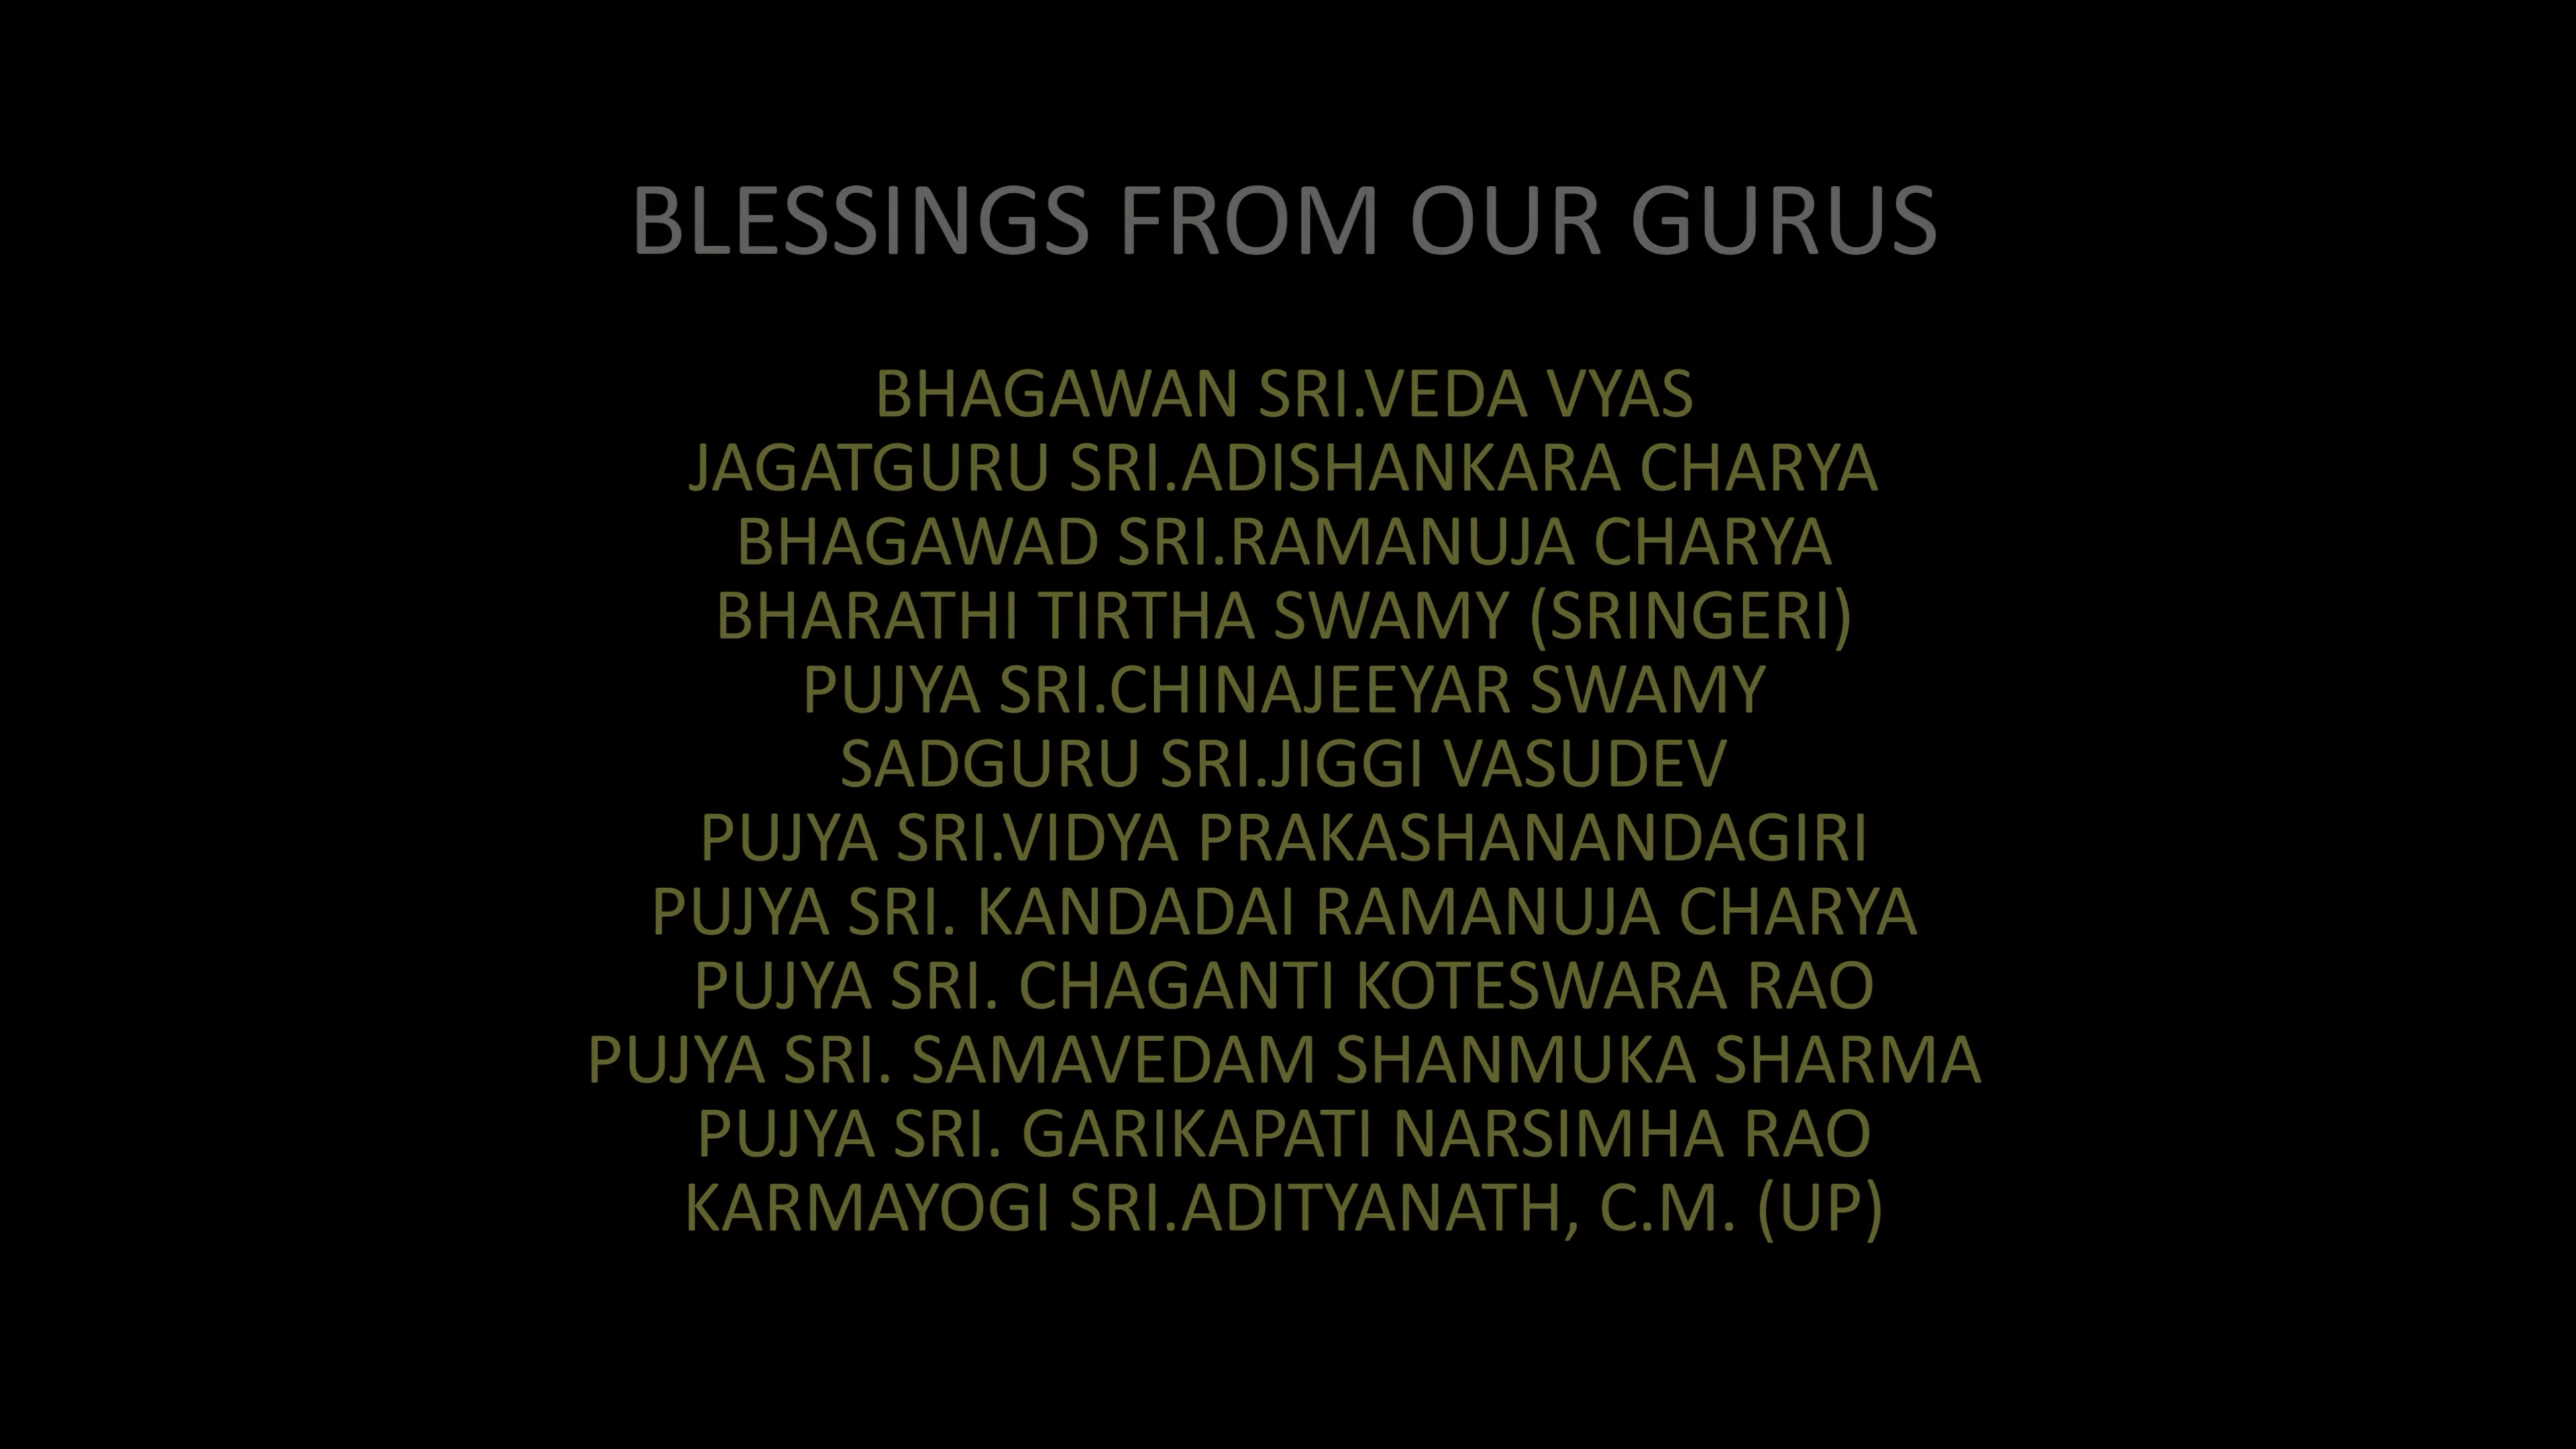 BLESSINGS FROM OUR GURUS
BHAGAWAN SRI.VEDA VYAS
JAGATGURU SRI.ADISHANKARA CHARYA
BHAGAWAD SRI.RAMANUJA CHARYA
BHARATHI TIRTHA SWAMY (SRINGERI)
PUJYA SRI.CHINAJEEYAR SWAMY
SADGURU SRI.JIGGI VASUDEV
PUJYA SRI.VIDYA PRAKASHANANDAGIRI
PUJYA SRI. KANDADAI RAMANUJA CHARYA
PUJYA SRI. CHAGANTI KOTESWARA RAO
PUJYA SRI. SAMAVEDAM SHANMUKA SHARMA
PUJYA SRI. GARIKAPATI NARSIMHA RAO
KARMAYOGI SRI.ADITYANATH, C.M. (UP)